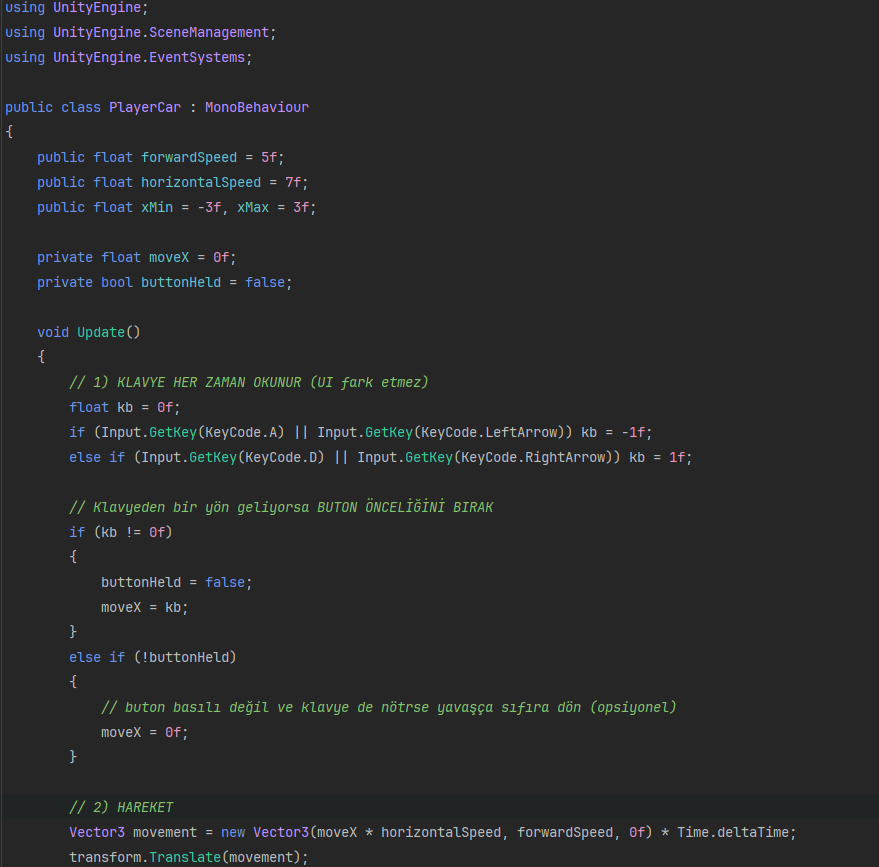 using UnityEngine;
using UnityEngine.SceneManagement;
using UnityEngine.EventSystems;
public class PlayerCar : MonoBehaviour
{
public float forwardSpeed = 5f;
public float horizontalSpeed = 7f;
public float xMin = -3f, xMax = 3f;
private float moveX = 0f;
private bool buttonHeld = false;
void Update()
{
// 1) KLAVYE HER ZAMAN OKUNUR (UI fark etmez)
float kb = 0f;
if (Input.GetKey(KeyCode.A) || Input.GetKey(KeyCode.LeftArrow)) kb = -1f;
else if (Input.GetKey(KeyCode.D) || Input.GetKey(KeyCode.RightArrow)) kb = 1f;
// Klavyeden bir yön geliyorsa BUTON ÖNCELİĞİNİ BIRAK
if (kb != 0f)
{
buttonHeld = false;
moveX = kb;
}
else if (!buttonHeld)
{
// buton basılı değil ve klavye de nötrse yavaşça sıfıra dön (opsiyonel)
moveX = 0f;
}
// 2) HAREKET
Vector3 movement = new Vector3(moveX * horizontalSpeed, forwardSpeed, 0f) * Time.deltaTime;
transform.Translate(movement);